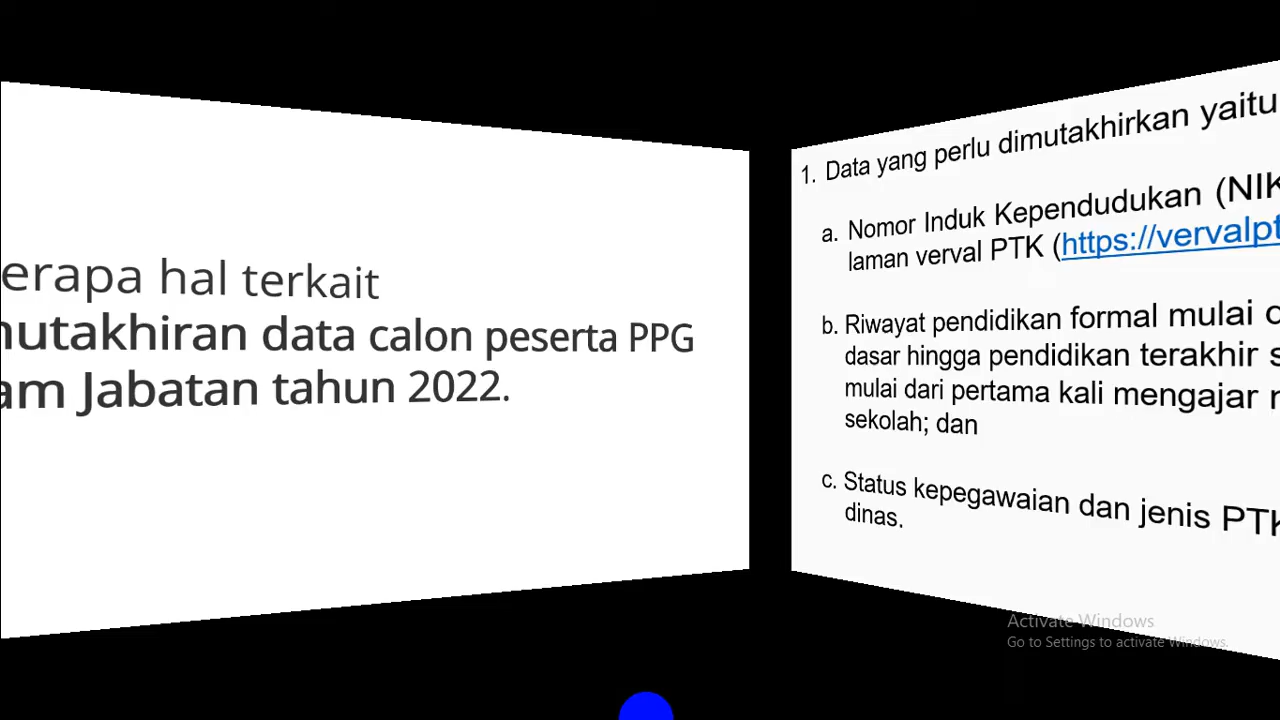 erapa hal terkait
utakhiran data calon peserta PPG
am Jabatan tahun 2022.
1. Data yang perlu dimutakhirkan yaitu
a. Nomor Induk Kependudukan (NIK
laman verval PTK (https://vervalpt
b. Riwayat pendidikan formal mulai
dasar hingga pendidikan terakhir s
mulai dari pertama kali mengajar
sekolah; dan
c. Status kepegawaian dan jenis PTK
dinas.
Activate Windows
Go to Settings to activate Windows.